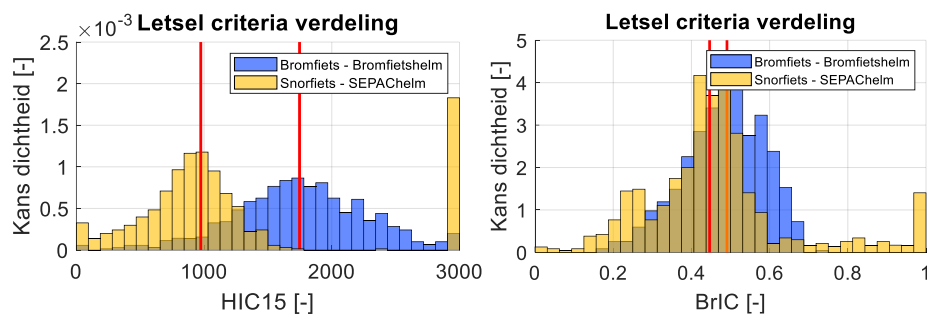 Letsel criteria verdeling
×10⁻³
2.5
2
1.5
1
0.5
0
Kans dichtheid [-]
Bromfiets - Bromfietshelm
Snorfiets - SEPAChelm
0 1000 2000 3000
HIC15 [-]
Letsel criteria verdeling
5
4
3
2
1
0
Kans dichtheid [-]
Bromfiets - Bromfietshelm
Snorfiets - SEPAChelm
0 0.2 0.4 0.6 0.8 1
BrIC [-]